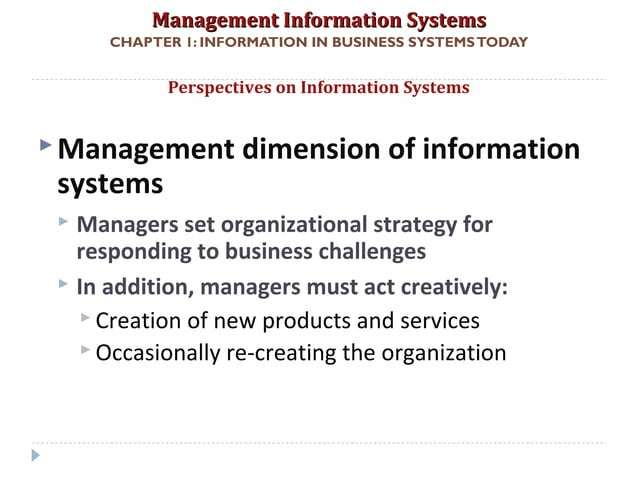 Management Information Systems
CHAPTER 1: INFORMATION IN BUSINESS SYSTEMS TODAY
Perspectives on Information Systems
Management dimension of information
systems
Managers set organizational strategy for
responding to business challenges
In addition, managers must act creatively:
Creation of new products and services
Occasionally re-creating the organization